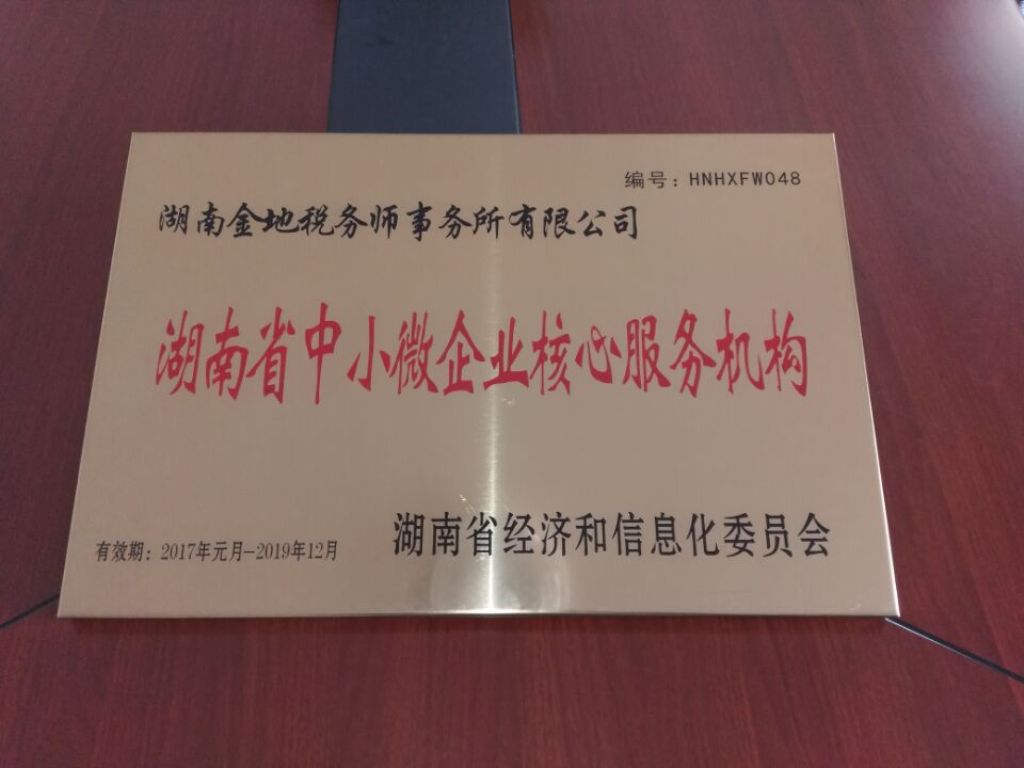 编号：HNHXFW048
湖南金地税务师事务所有限公司
湖南省中小微企业核心服务机构
有效期：2017年元月-2019年12月
湖南省经济和信息化委员会